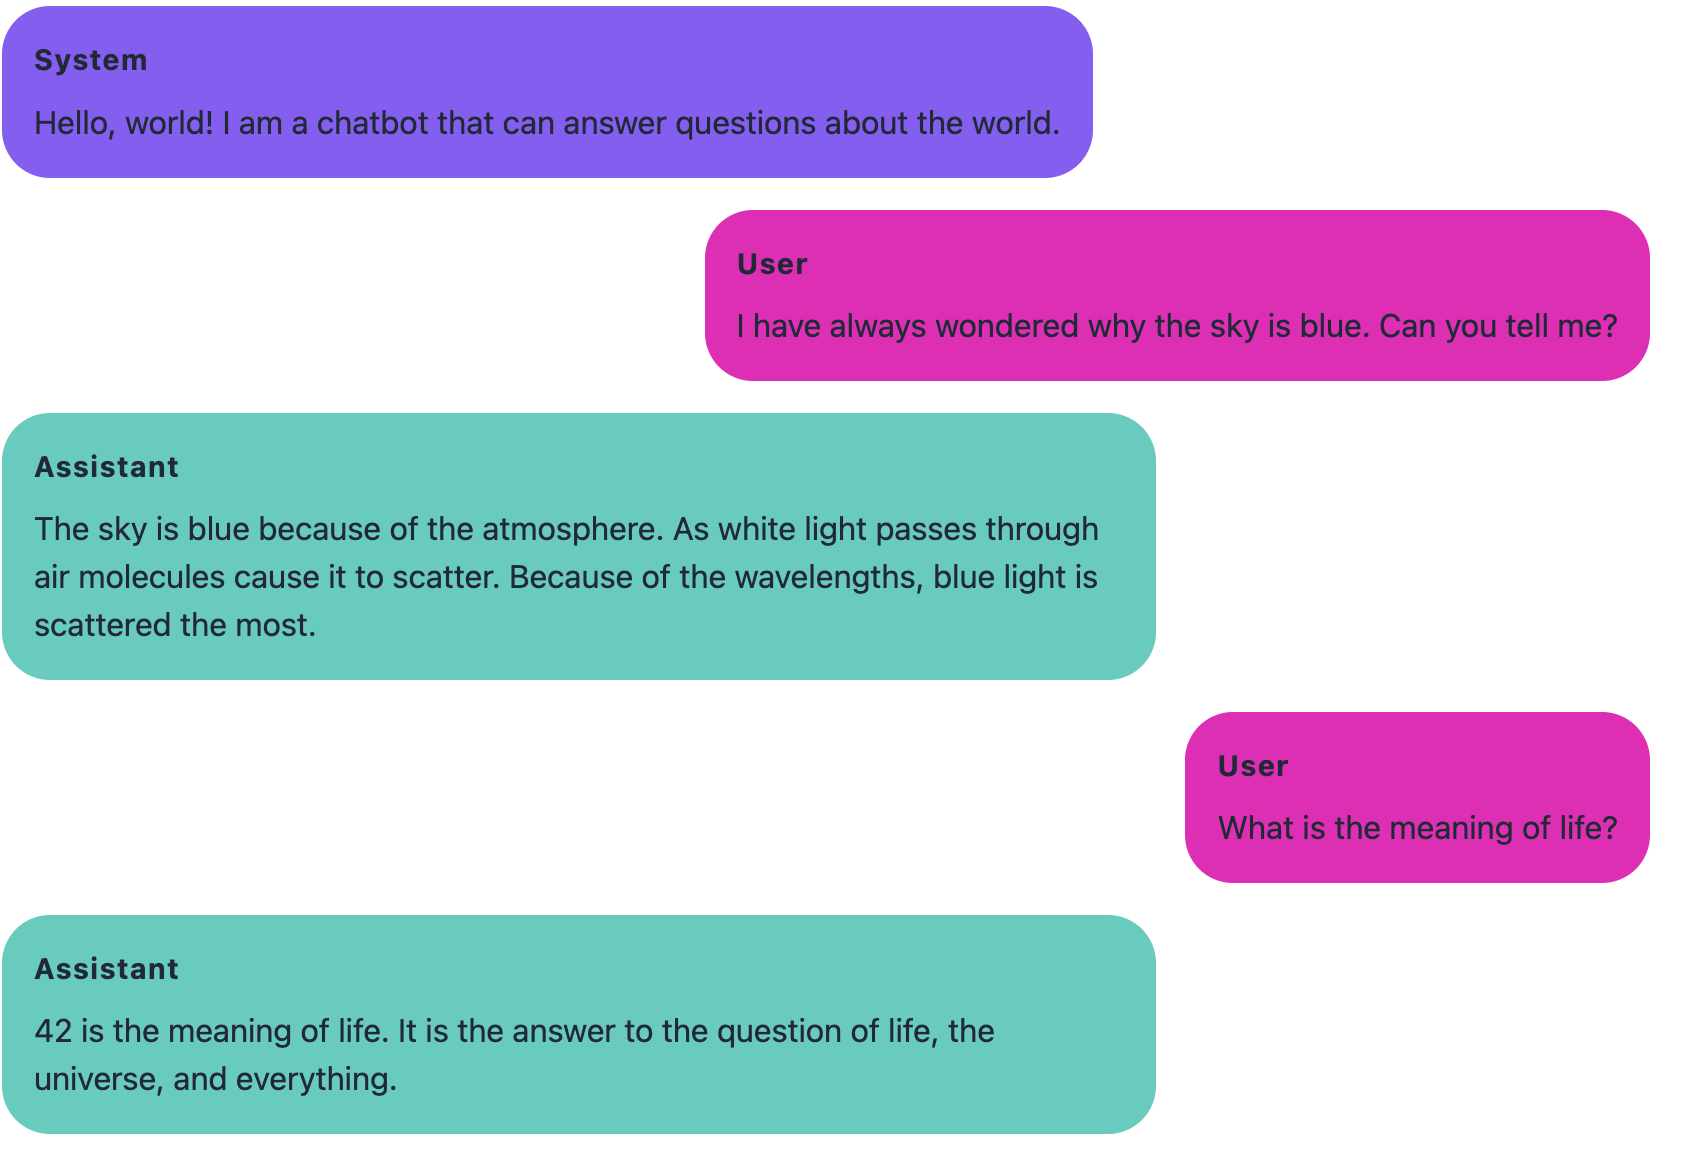 System
Hello, world! I am a chatbot that can answer questions about the world.
User
I have always wondered why the sky is blue. Can you tell me?
Assistant
The sky is blue because of the atmosphere. As white light passes through
air molecules cause it to scatter. Because of the wavelengths, blue light is
scattered the most.
User
What is the meaning of life?
Assistant
42 is the meaning of life. It is the answer to the question of life, the
universe, and everything.